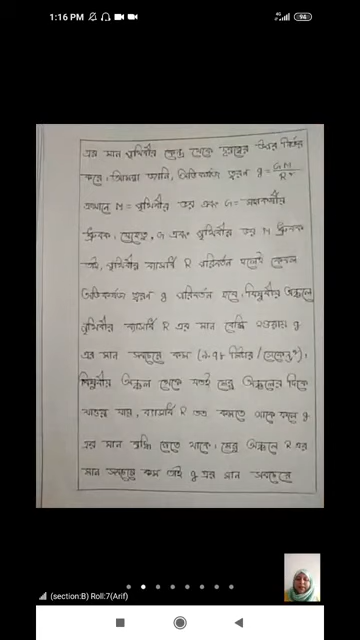 1:16 PM
4G
94
এর মান পৃথিবীর কেন্দ্র থেকে দূরত্বের উপর নির্ভর
করে। আমরা জানি, অভিকর্ষজ ত্বরণ g = GM/R²
এখানে M = পৃথিবীর ভর এবং G = মহাকর্ষীয়
ধ্রুবক। যেহেতু, G এবং পৃথিবীর ভর M ধ্রুবক
তাই, পৃথিবীর ব্যাসার্ধ R পরিবর্তন হলেই কেবল
অভিকর্ষজ ত্বরণ g পরিবর্তন হবে। বিষুবীয় অঞ্চলে
পৃথিবীর ব্যাসার্ধ R এর মান বেশি হওয়ায় g
এর মান সবচেয়ে কম (৯.৭৮ মিটার/সেকেন্ড²)।
বিষুবীয় অঞ্চল থেকে যতই মেরু অঞ্চলের দিকে
যাওয়া যায়, ব্যাসার্ধ R তত কমতে থাকে ফলে g
এর মান বৃদ্ধি পেতে থাকে। মেরু অঞ্চলে R এর
মান সবচেয়ে কম তাই g এর মান সবচেয়ে
(section:B) Roll:7(Arif)